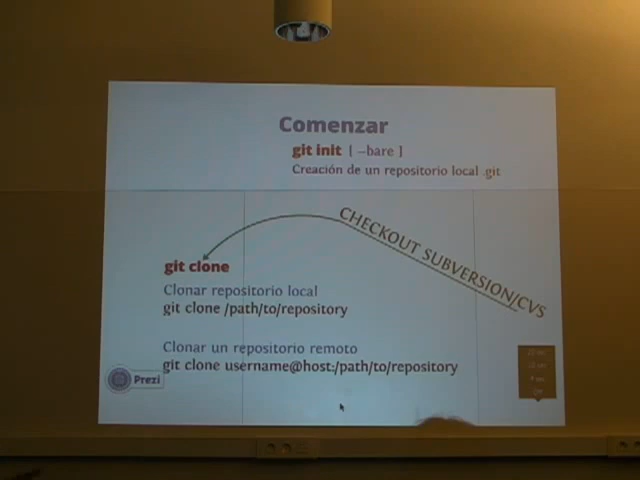 Comenzar
git init [ –bare ]
Creación de un repositorio local .git
CHECKOUT SUBVERSION/CVS
git clone
Clonar repositorio local
git clone /path/to/repository
Clonar un repositorio remoto
git clone username@host:/path/to/repository
Prezi